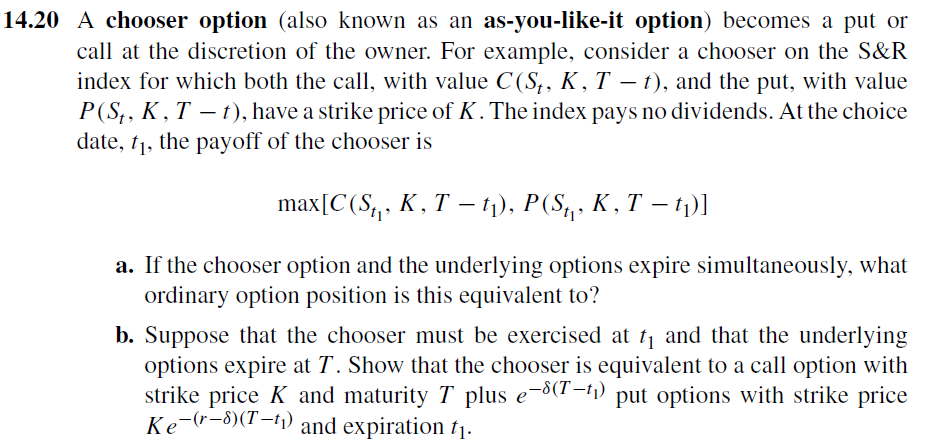 14.20 A chooser option (also known as an as-you-like-it option) becomes a put or
call at the discretion of the owner. For example, consider a chooser on the S&R
index for which both the call, with value C(S_t, K, T − t), and the put, with value
P(S_t, K, T − t), have a strike price of K. The index pays no dividends. At the choice
date, t_1, the payoff of the chooser is
max[C(S_{t_1}, K, T − t_1), P(S_{t_1}, K, T − t_1)]
a. If the chooser option and the underlying options expire simultaneously, what
ordinary option position is this equivalent to?
b. Suppose that the chooser must be exercised at t_1 and that the underlying
options expire at T. Show that the chooser is equivalent to a call option with
strike price K and maturity T plus e^{−δ(T−t_1)} put options with strike price
Ke^{−(r−δ)(T−t_1)} and expiration t_1.